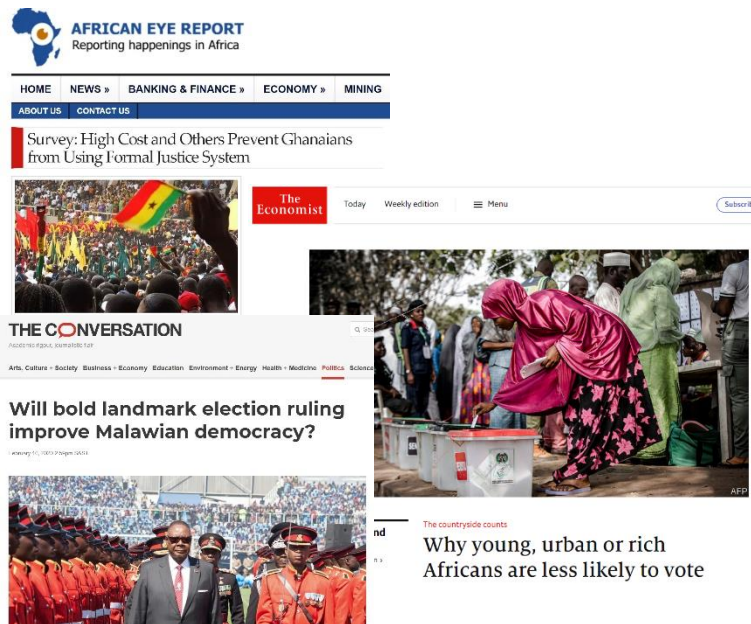 AFRICAN EYE REPORT
Reporting happenings in Africa
HOME NEWS » BANKING & FINANCE » ECONOMY » MINING
ABOUT US CONTACT US
Survey: High Cost and Others Prevent Ghanaians
from Using Formal Justice System
The
Economist
Today Weekly edition Menu
THE CONVERSATION
Academic rigour, journalistic flair
Arts, Culture + Society Business + Economy Education Environment + Energy Health + Medicine Politics Science
Will bold landmark election ruling
improve Malawian democracy?
AFP
nd
The countryside counts
Why young, urban or rich
Africans are less likely to vote